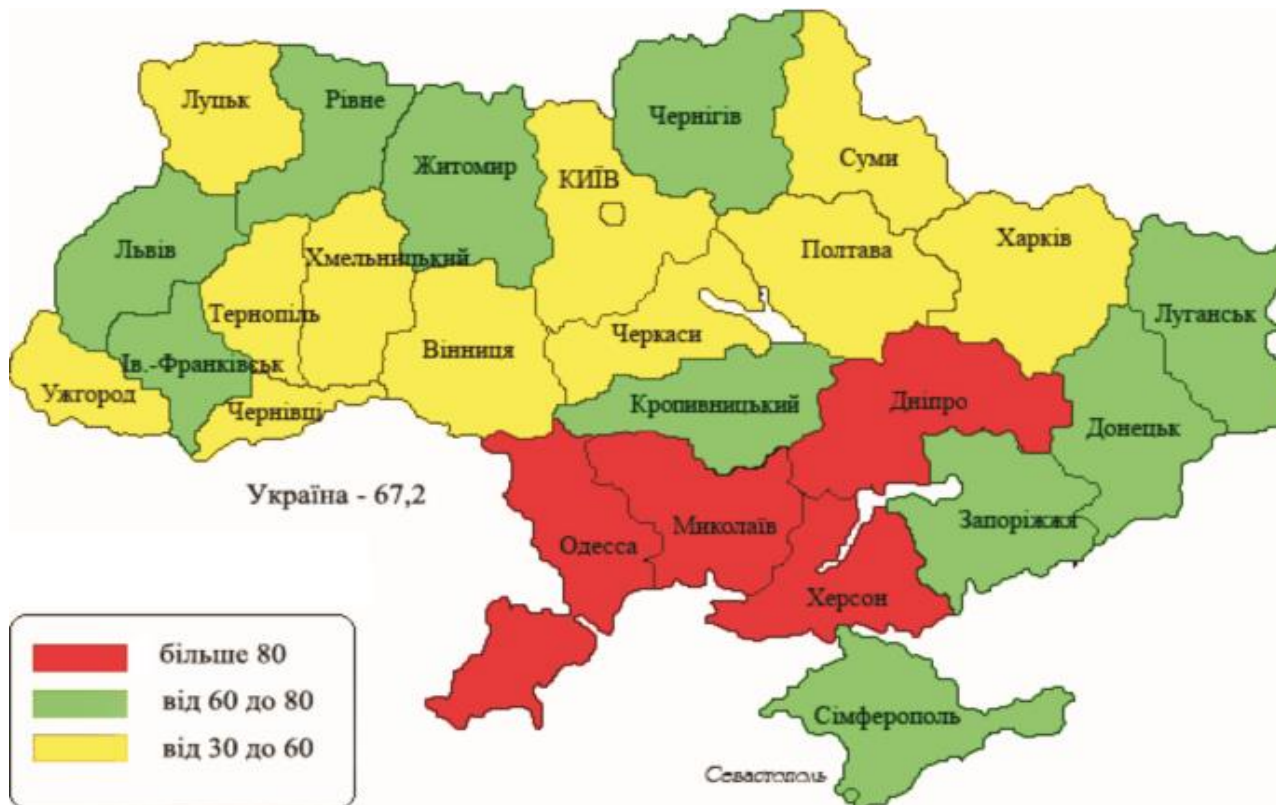 Луцьк
Рівне
Житомир
КИЇВ
Чернігів
Суми
Львів
Тернопіль
Хмельницький
Полтава
Харків
Луганськ
Ів.-Франківськ
Вінниця
Черкаси
Ужгород
Чернівці
Кропивницький
Дніпро
Донецьк
Україна - 67,2
Одесса
Миколаїв
Запоріжжя
Херсон
Сімферополь
Севастополь
більше 80
від 60 до 80
від 30 до 60